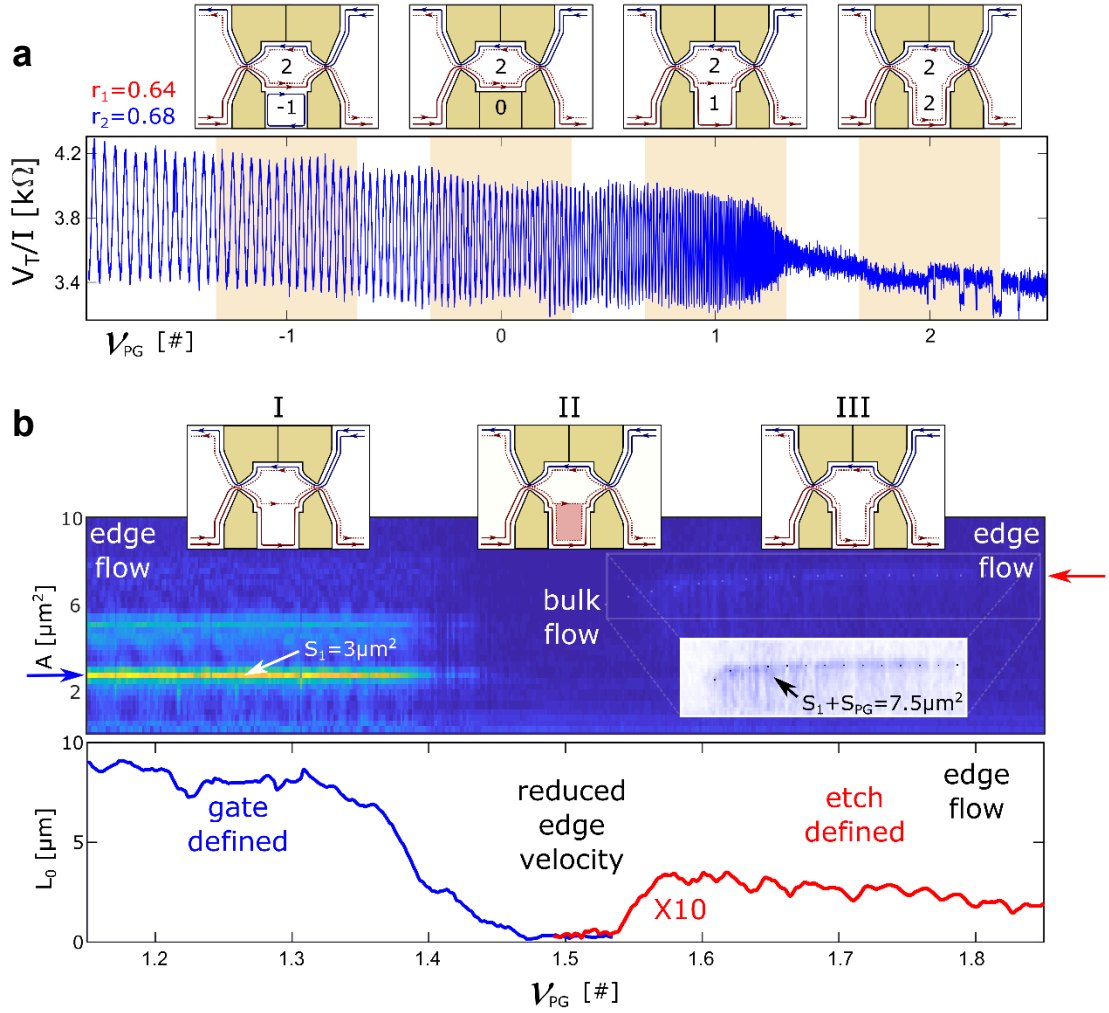 a
r₁=0.64
r₂=0.68
2
-1
2
0
2
1
2
2
V_T/I [kΩ]
4.2
3.8
3.4
-1
0
1
2
ν_PG [#]
b
I
II
III
A [μm²]
10
6
2
edge
flow
S₁=3μm²
bulk
flow
edge
flow
S₁+S_PG=7.5μm²
L₀ [μm]
10
5
0
gate
defined
reduced
edge
velocity
etch
defined
edge
flow
X10
1.2
1.3
1.4
1.5
1.6
1.7
1.8
ν_PG [#]